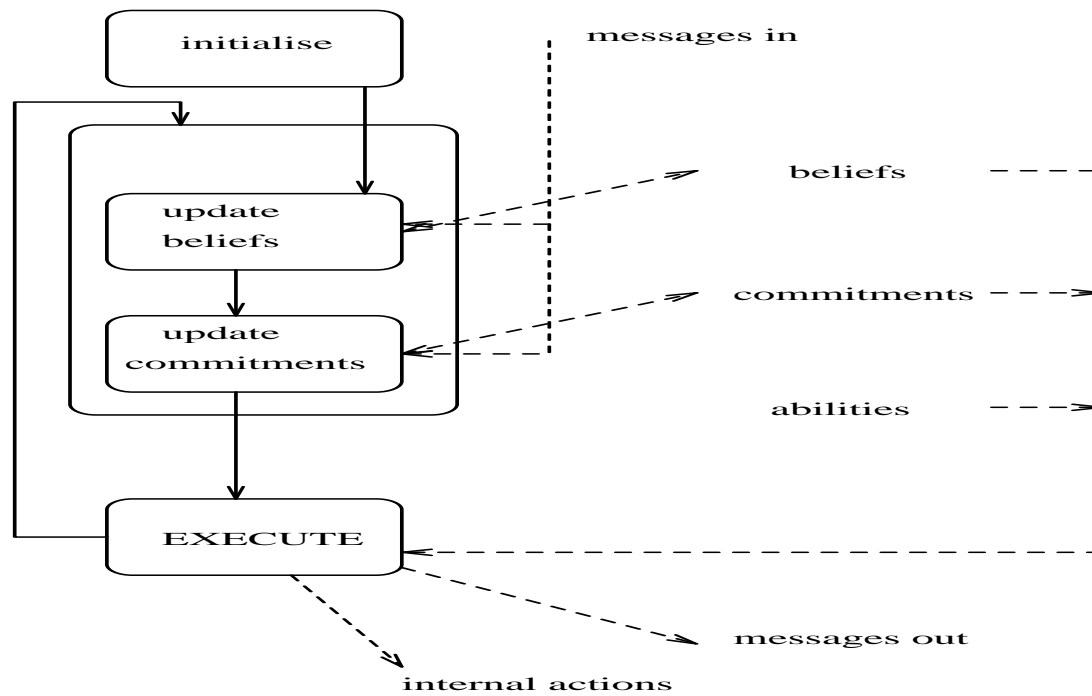 initialise
messages in
update
beliefs
beliefs
update
commitments
commitments
abilities
EXECUTE
messages out
internal actions